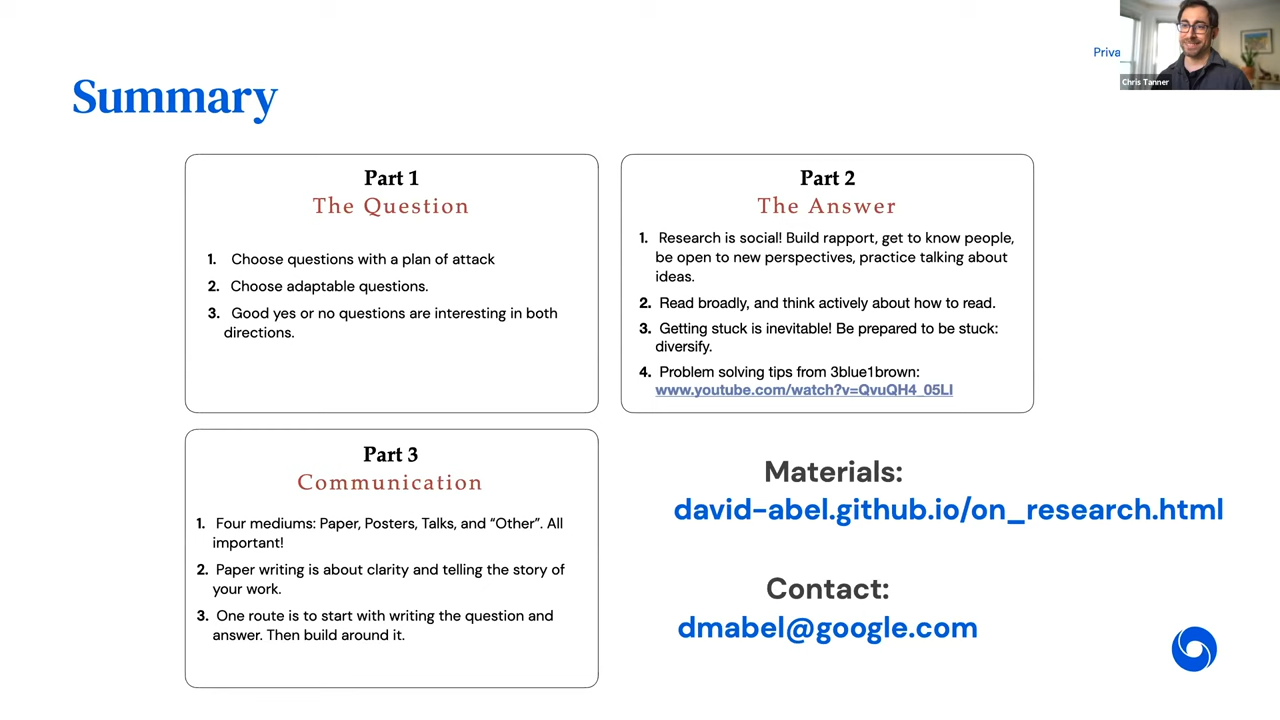 Priva
Chris Tanner
Summary
Part 1
The Question
1. Choose questions with a plan of attack
2. Choose adaptable questions.
3. Good yes or no questions are interesting in both
directions.
Part 2
The Answer
1. Research is social! Build rapport, get to know people,
be open to new perspectives, practice talking about
ideas.
2. Read broadly, and think actively about how to read.
3. Getting stuck is inevitable! Be prepared to be stuck:
diversify.
4. Problem solving tips from 3blue1brown:
www.youtube.com/watch?v=QvuQH4_05LI
Part 3
Communication
1. Four mediums: Paper, Posters, Talks, and “Other”. All
important!
2. Paper writing is about clarity and telling the story of
your work.
3. One route is to start with writing the question and
answer. Then build around it.
Materials:
david-abel.github.io/on_research.html
Contact:
dmabel@google.com